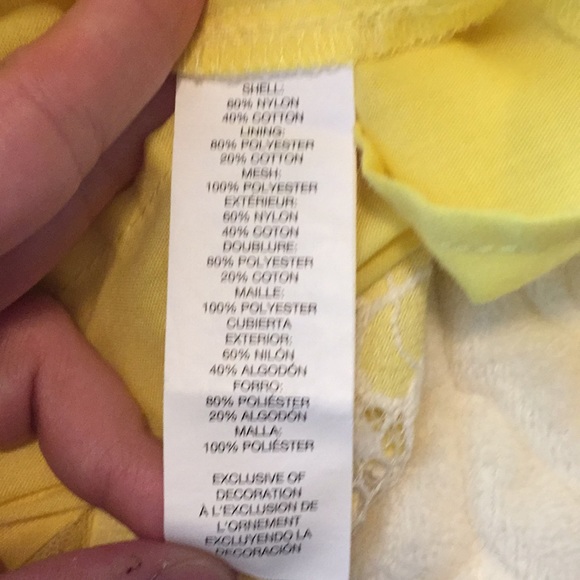 SHELL:
60% NYLON
40% COTTON
LINING:
80% POLYESTER
20% COTTON
MESH:
100% POLYESTER
EXTÉRIEUR:
60% NYLON
40% COTON
DOUBLURE:
80% POLYESTER
20% COTON
MAILLE:
100% POLYESTER
CUBIERTA
EXTERIOR:
60% NILÓN
40% ALGODÓN
FORRO:
80% POLIÉSTER
20% ALGODÓN
MALLA:
100% POLIÉSTER
EXCLUSIVE OF
DECORATION
À L'EXCLUSION DE
L'ORNEMENT
EXCLUYENDO LA
DECORACIÓN